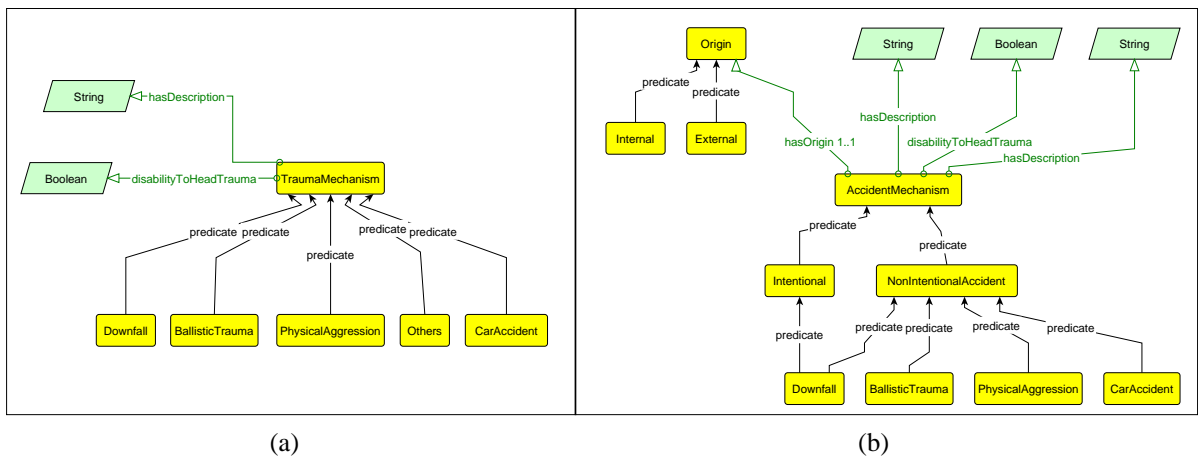 String
hasDescription
Boolean
disabilityToHeadTrauma
TraumaMechanism
predicate
predicate
predicate
predicate
predicate
Downfall
BallisticTrauma
PhysicalAggression
Others
CarAccident
(a)
Origin
String
Boolean
String
predicate
predicate
Internal
External
hasOrigin 1..1
hasDescription
disabilityToHeadTrauma
hasDescription
AccidentMechanism
predicate
predicate
Intentional
NonIntentionalAccident
predicate
predicate
predicate
predicate
predicate
Downfall
BallisticTrauma
PhysicalAggression
CarAccident
(b)